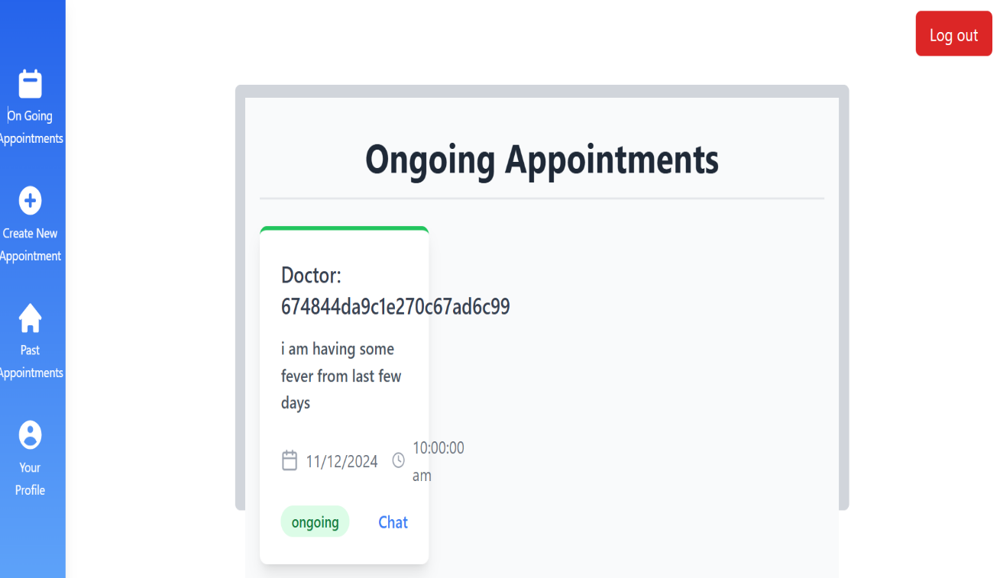 Log out
On Going
Appointments
Create New
Appointment
Past
Appointments
Your
Profile
Ongoing Appointments
Doctor:
674844da9c1e270c67ad6c99
i am having some
fever from last few
days
11/12/2024
10:00:00
am
ongoing
Chat